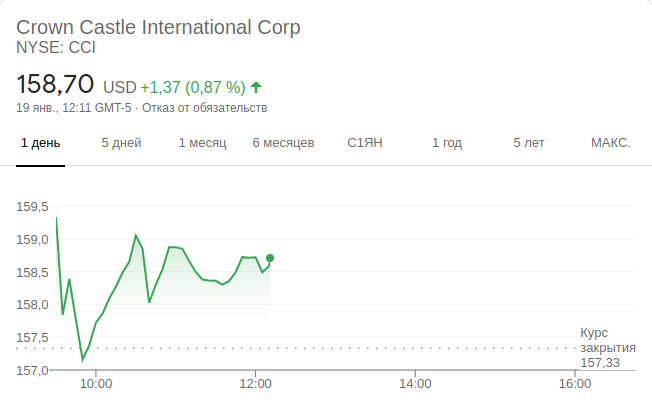 Crown Castle International Corp
NYSE: CCI
158,70 USD +1,37 (0,87 %)
19 янв., 12:11 GMT-5 · Отказ от обязательств
1 день 5 дней 1 месяц 6 месяцев С1ЯН 1 год 5 лет МАКС.
159,5
159,0
158,5
158,0
157,5
157,0
Курс
закрытия
157,33
10:00 12:00 14:00 16:00